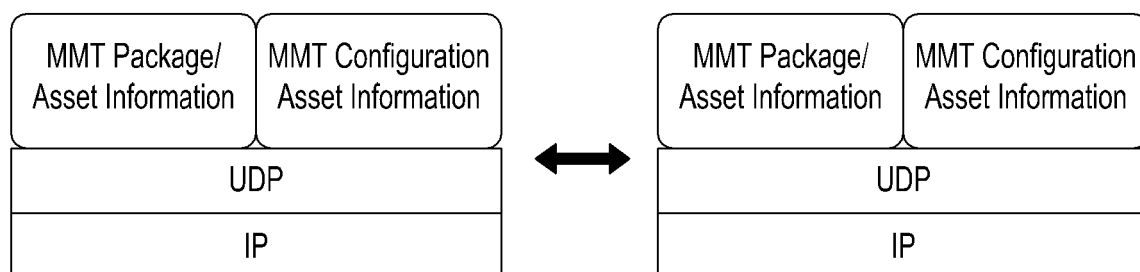 MMT Package/
Asset Information
MMT Configuration
Asset Information
UDP
IP
MMT Package/
Asset Information
MMT Configuration
Asset Information
UDP
IP